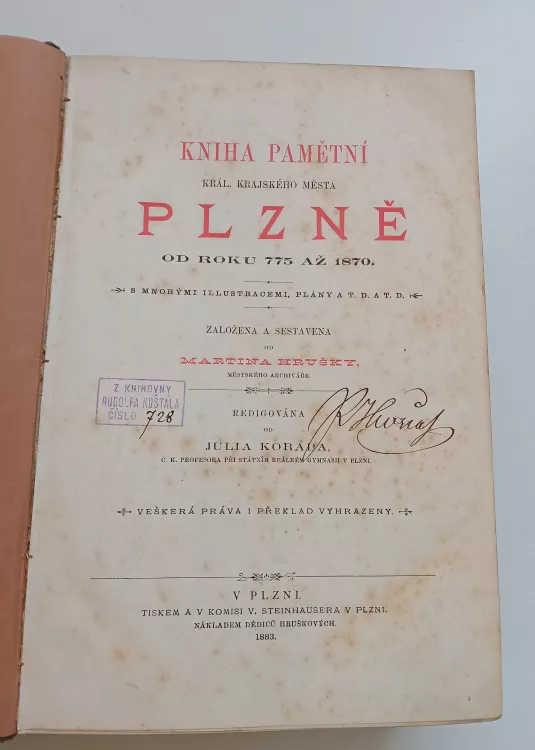 KNIHA PAMĚTNÍ
KRÁL. KRAJSKÉHO MĚSTA
PLZNĚ
OD ROKU 775 AŽ 1870.
S MNOHÝMI ILLUSTRACEMI, PLÁNY A T. D. A T. D.
ZALOŽENA A SESTAVENA
OD
MARTINA HRUŠKY,
MĚSTSKÉHO ARCHIVÁŘE.
Z KNIHOVNY
RUDOLFA KOŠŤÁLA
ČÍSLO 728
REDIGOVÁNA
OD
JULIA KORÁBA,
C. K. PROFESORA PŘI STÁTNÍM REÁLNÉM GYMNASII V PLZNI.
VEŠKERÁ PRÁVA I PŘEKLAD VYHRAZENY.
V PLZNI.
TISKEM A V KOMISI V. STEINHAUSERA V PLZNI.
NÁKLADEM DĚDICŮ HRUŠKOVÝCH.
1883.